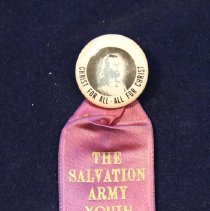 CHRIST FOR ALL - ALL FOR CHRIST
THE
SALVATION
ARMY
YOUTH